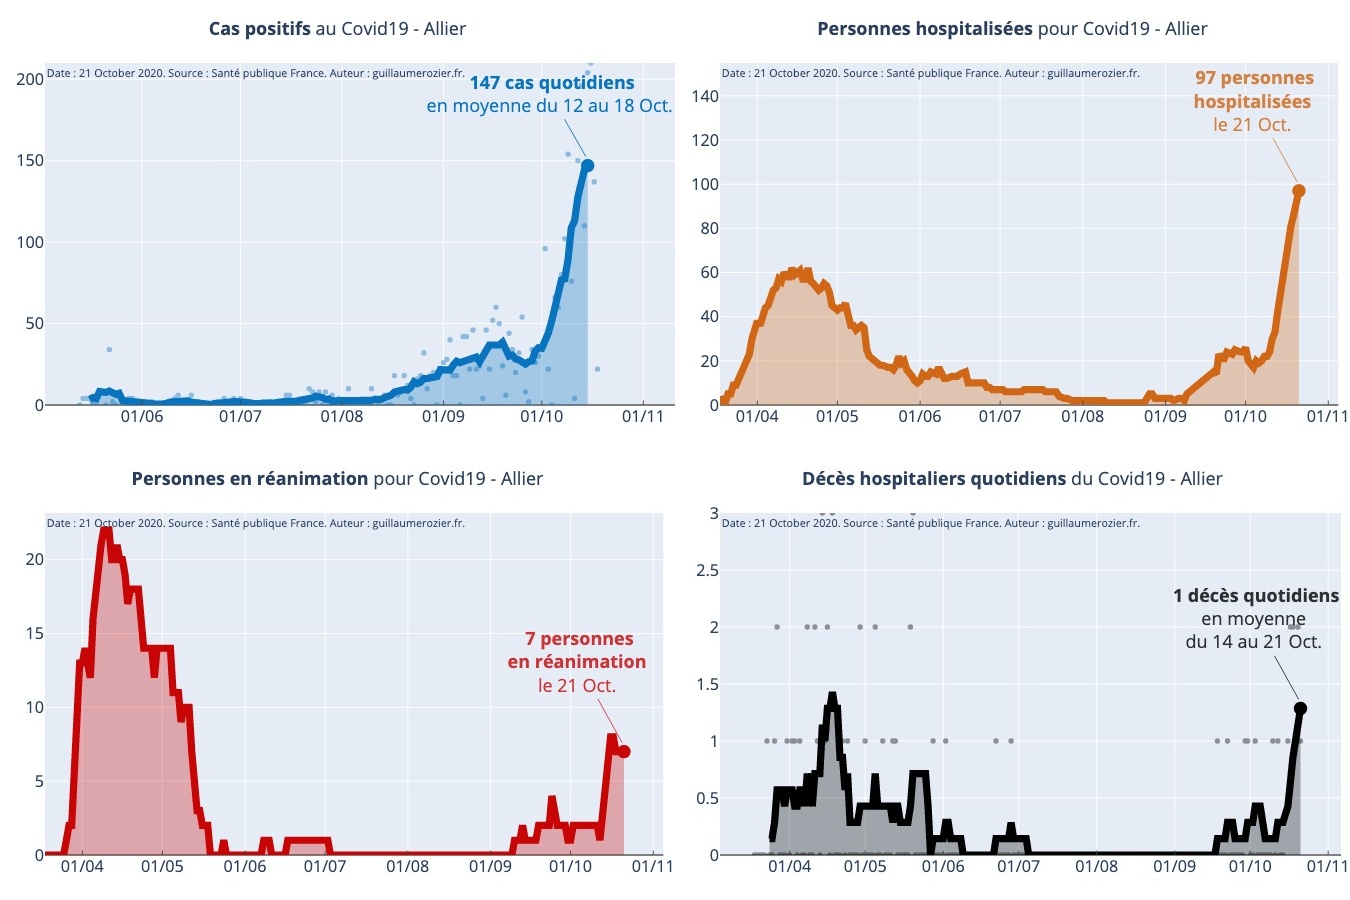 Cas positifs au Covid19 - Allier
Date : 21 October 2020. Source : Santé publique France. Auteur : guillaumerozier.fr.
147 cas quotidiens
en moyenne du 12 au 18 Oct.
200
150
100
50
0
01/06 01/07 01/08 01/09 01/10 01/11
Personnes hospitalisées pour Covid19 - Allier
Date : 21 October 2020. Source : Santé publique France. Auteur : guillaumerozier.fr.
97 personnes
hospitalisées
le 21 Oct.
140
120
100
80
60
40
20
0
01/04 01/05 01/06 01/07 01/08 01/09 01/10 01/11
Personnes en réanimation pour Covid19 - Allier
Date : 21 October 2020. Source : Santé publique France. Auteur : guillaumerozier.fr.
7 personnes
en réanimation
le 21 Oct.
20
15
10
5
0
01/04 01/05 01/06 01/07 01/08 01/09 01/10 01/11
Décès hospitaliers quotidiens du Covid19 - Allier
Date : 21 October 2020. Source : Santé publique France. Auteur : guillaumerozier.fr.
1 décès quotidiens
en moyenne
du 14 au 21 Oct.
3
2.5
2
1.5
1
0.5
0
01/04 01/05 01/06 01/07 01/08 01/09 01/10 01/11